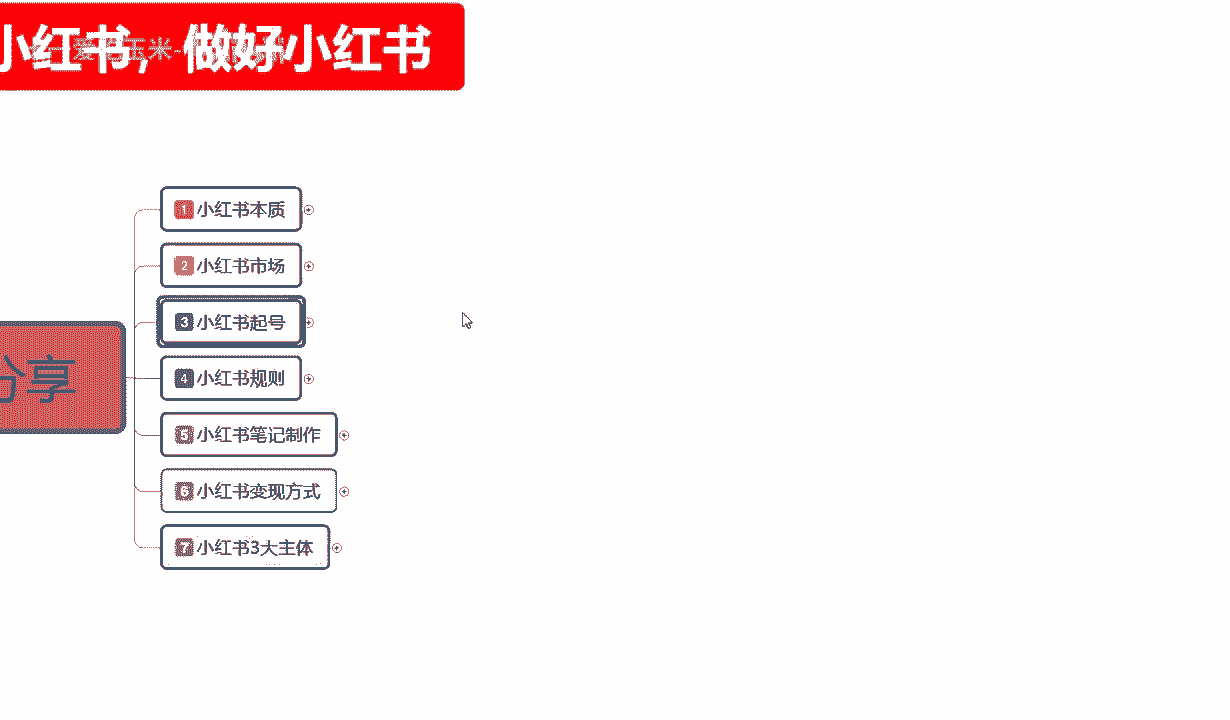 小红书，做好小红书
分享
1 小红书本质
2 小红书市场
3 小红书起号
4 小红书规则
5 小红书笔记制作
6 小红书变现方式
7 小红书3大主体